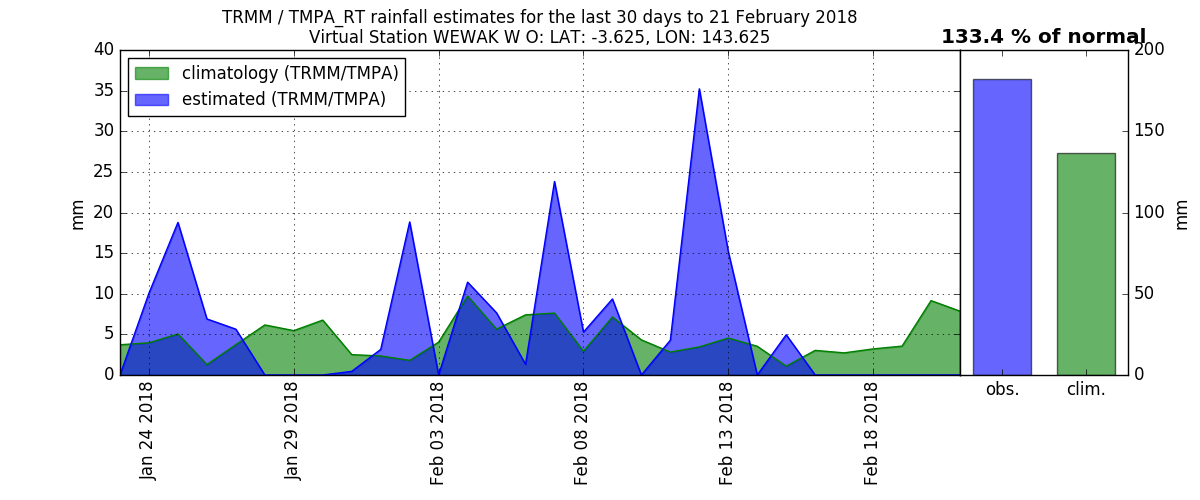 TRMM / TMPA_RT rainfall estimates for the last 30 days to 21 February 2018
Virtual Station WEWAK W O: LAT: -3.625, LON: 143.625
133.4 % of normal
climatology (TRMM/TMPA)
estimated (TRMM/TMPA)
mm
40
35
30
25
20
15
10
5
0
Jan 24 2018
Jan 29 2018
Feb 03 2018
Feb 08 2018
Feb 13 2018
Feb 18 2018
obs.
clim.
200
150
100
50
0
mm